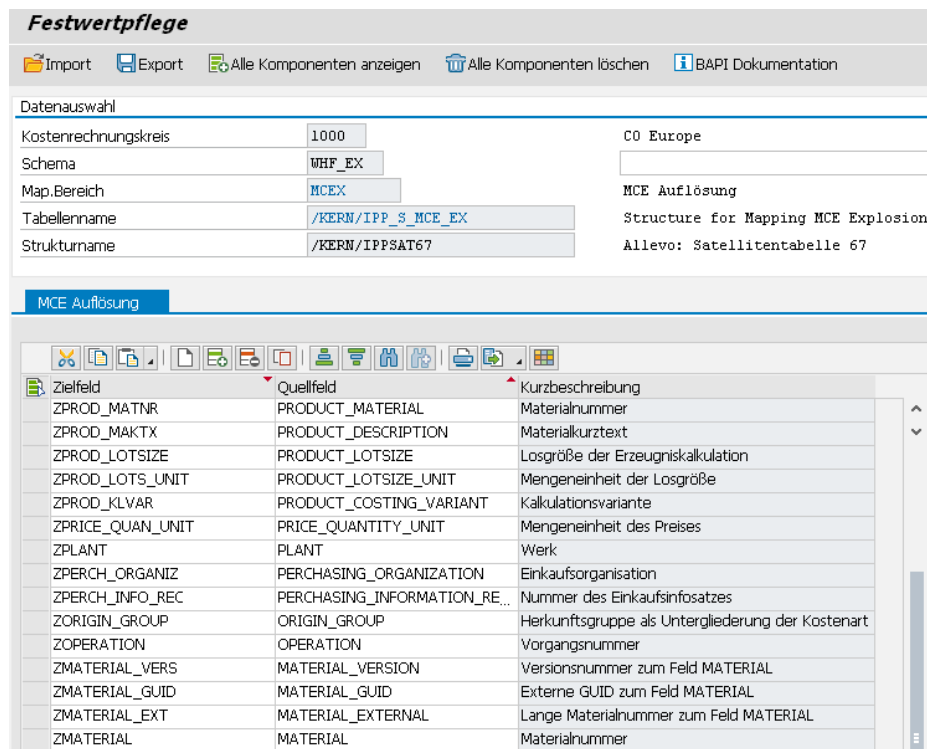 Festwertpflege
Import Export Alle Komponenten anzeigen Alle Komponenten löschen BAPI Dokumentation
Datenauswahl
Kostenrechnungskreis 1000 CO Europe
Schema WHF_EX
Map.Bereich MCEX MCE Auflösung
Tabellenname /KERN/IPP_S_MCE_EX Structure for Mapping MCE Explosion
Strukturname /KERN/IPPSAT67 Allevo: Satellitentabelle 67
MCE Auflösung
Zielfeld Quellfeld Kurzbeschreibung
ZPROD_MATNR PRODUCT_MATERIAL Materialnummer
ZPROD_MAKTX PRODUCT_DESCRIPTION Materialkurztext
ZPROD_LOTSIZE PRODUCT_LOTSIZE Losgröße der Erzeugniskalkulation
ZPROD_LOTS_UNIT PRODUCT_LOTSIZE_UNIT Mengeneinheit der Losgröße
ZPROD_KLVAR PRODUCT_COSTING_VARIANT Kalkulationsvariante
ZPRICE_QUAN_UNIT PRICE_QUANTITY_UNIT Mengeneinheit des Preises
ZPLANT PLANT Werk
ZPERCH_ORGANIZ PERCHASING_ORGANIZATION Einkaufsorganisation
ZPERCH_INFO_REC PERCHASING_INFORMATION_RE... Nummer des Einkaufsinfosatzes
ZORIGIN_GROUP ORIGIN_GROUP Herkunftsgruppe als Untergliederung der Kostenart
ZOPERATION OPERATION Vorgangsnummer
ZMATERIAL_VERS MATERIAL_VERSION Versionsnummer zum Feld MATERIAL
ZMATERIAL_GUID MATERIAL_GUID Externe GUID zum Feld MATERIAL
ZMATERIAL_EXT MATERIAL_EXTERNAL Lange Materialnummer zum Feld MATERIAL
ZMATERIAL MATERIAL Materialnummer